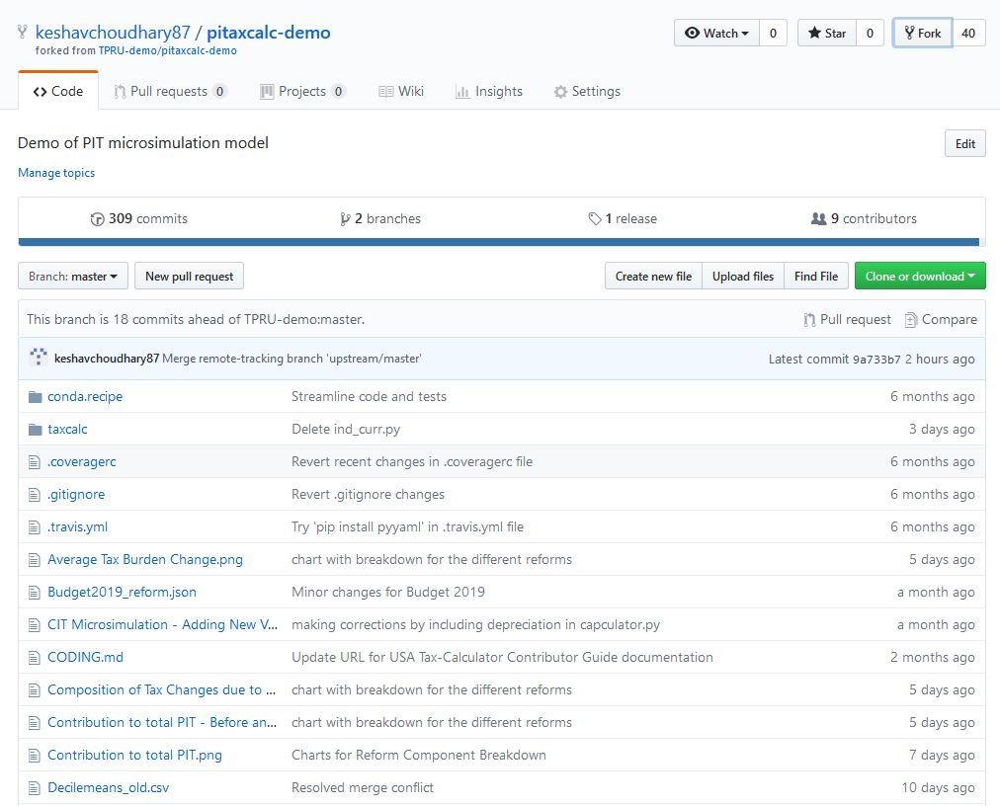 keshavchoudhary87 / pitaxcalc-demo
forked from TPRU-demo/pitaxcalc-demo
Watch 0 Star 0 Fork 40
Code Pull requests 0 Projects 0 Wiki Insights Settings
Demo of PIT microsimulation model Edit
Manage topics
309 commits 2 branches 1 release 9 contributors
Branch: master New pull request Create new file Upload files Find File Clone or download
This branch is 18 commits ahead of TPRU-demo:master. Pull request Compare
keshavchoudhary87 Merge remote-tracking branch 'upstream/master' Latest commit 9a733b7 2 hours ago
conda.recipe Streamline code and tests 6 months ago
taxcalc Delete ind_curr.py 3 days ago
.coveragerc Revert recent changes in .coveragerc file 6 months ago
.gitignore Revert .gitignore changes 6 months ago
.travis.yml Try 'pip install pyyaml' in .travis.yml file 6 months ago
Average Tax Burden Change.png chart with breakdown for the different reforms 5 days ago
Budget2019_reform.json Minor changes for Budget 2019 a month ago
CIT Microsimulation - Adding New V... making corrections by including depreciation in capculator.py a month ago
CODING.md Update URL for USA Tax-Calculator Contributor Guide documentation 2 months ago
Composition of Tax Changes due to ... chart with breakdown for the different reforms 5 days ago
Contribution to total PIT - Before an... chart with breakdown for the different reforms 5 days ago
Contribution to total PIT.png Charts for Reform Component Breakdown 7 days ago
Decilemeans_old.csv Resolved merge conflict 10 days ago